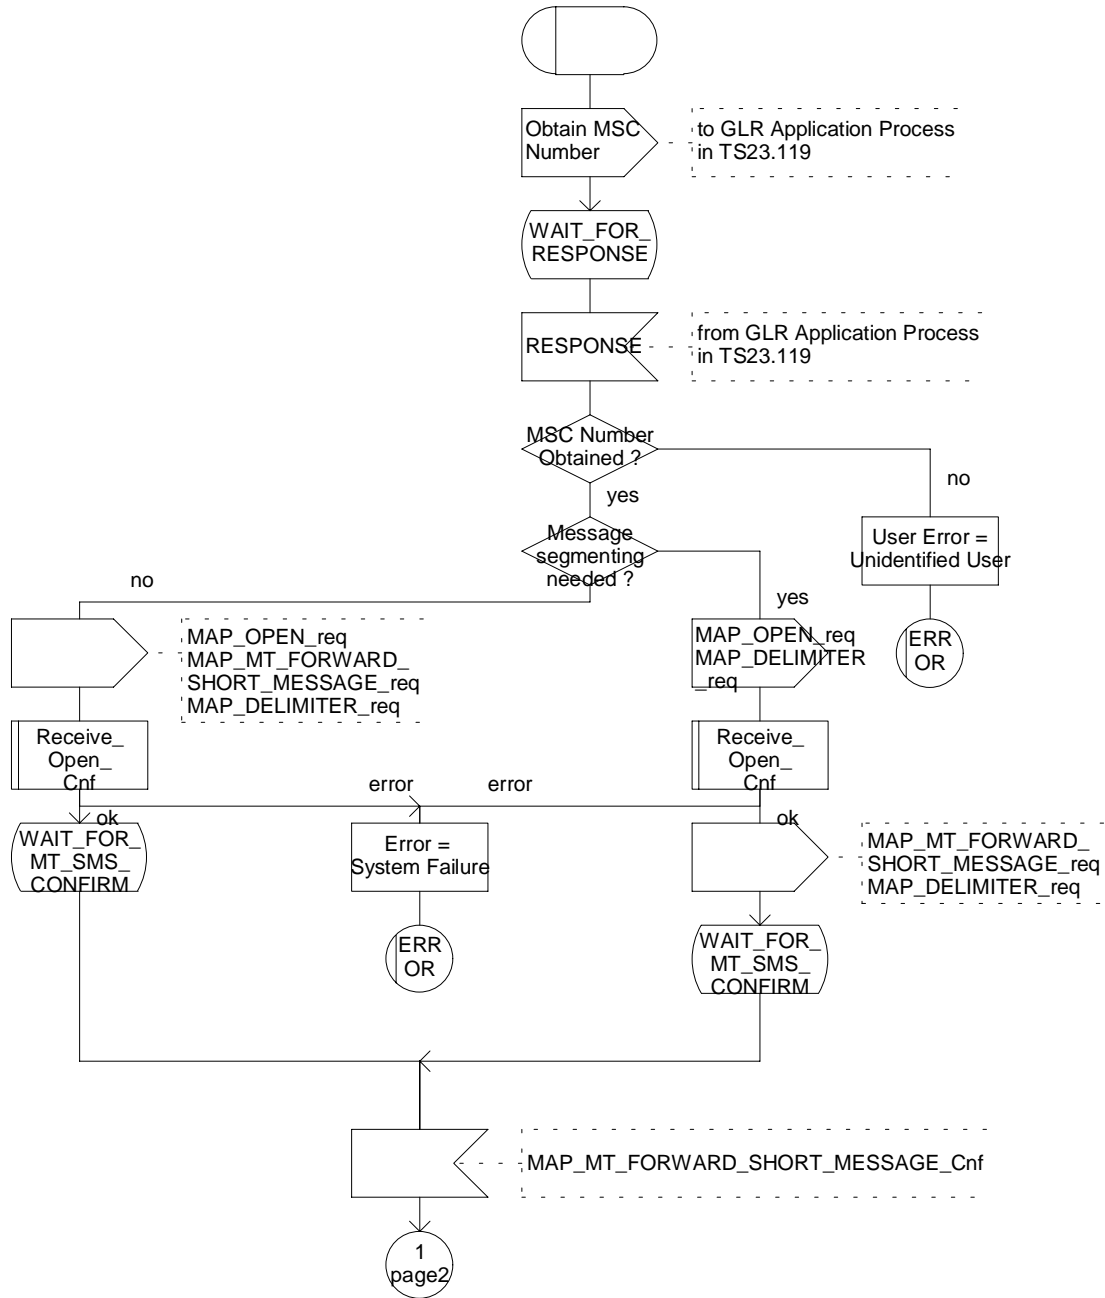 Obtain MSC
Number
to GLR Application Process
in TS23.119
WAIT_FOR_
RESPONSE
RESPONSE
from GLR Application Process
in TS23.119
MSC Number
Obtained ?
no
yes
User Error =
Unidentified User
Message
segmenting
needed ?
no
yes
MAP_OPEN_req
MAP_MT_FORWARD_
SHORT_MESSAGE_req
MAP_DELIMITER_req
MAP_OPEN_req
MAP_DELIMITER
_req
ERR
OR
Receive_
Open_
Cnf
Receive_
Open_
Cnf
error
error
ok
ok
WAIT_FOR_
MT_SMS_
CONFIRM
Error =
System Failure
MAP_MT_FORWARD_
SHORT_MESSAGE_req
MAP_DELIMITER_req
ERR
OR
WAIT_FOR_
MT_SMS_
CONFIRM
MAP_MT_FORWARD_SHORT_MESSAGE_Cnf
1
page2